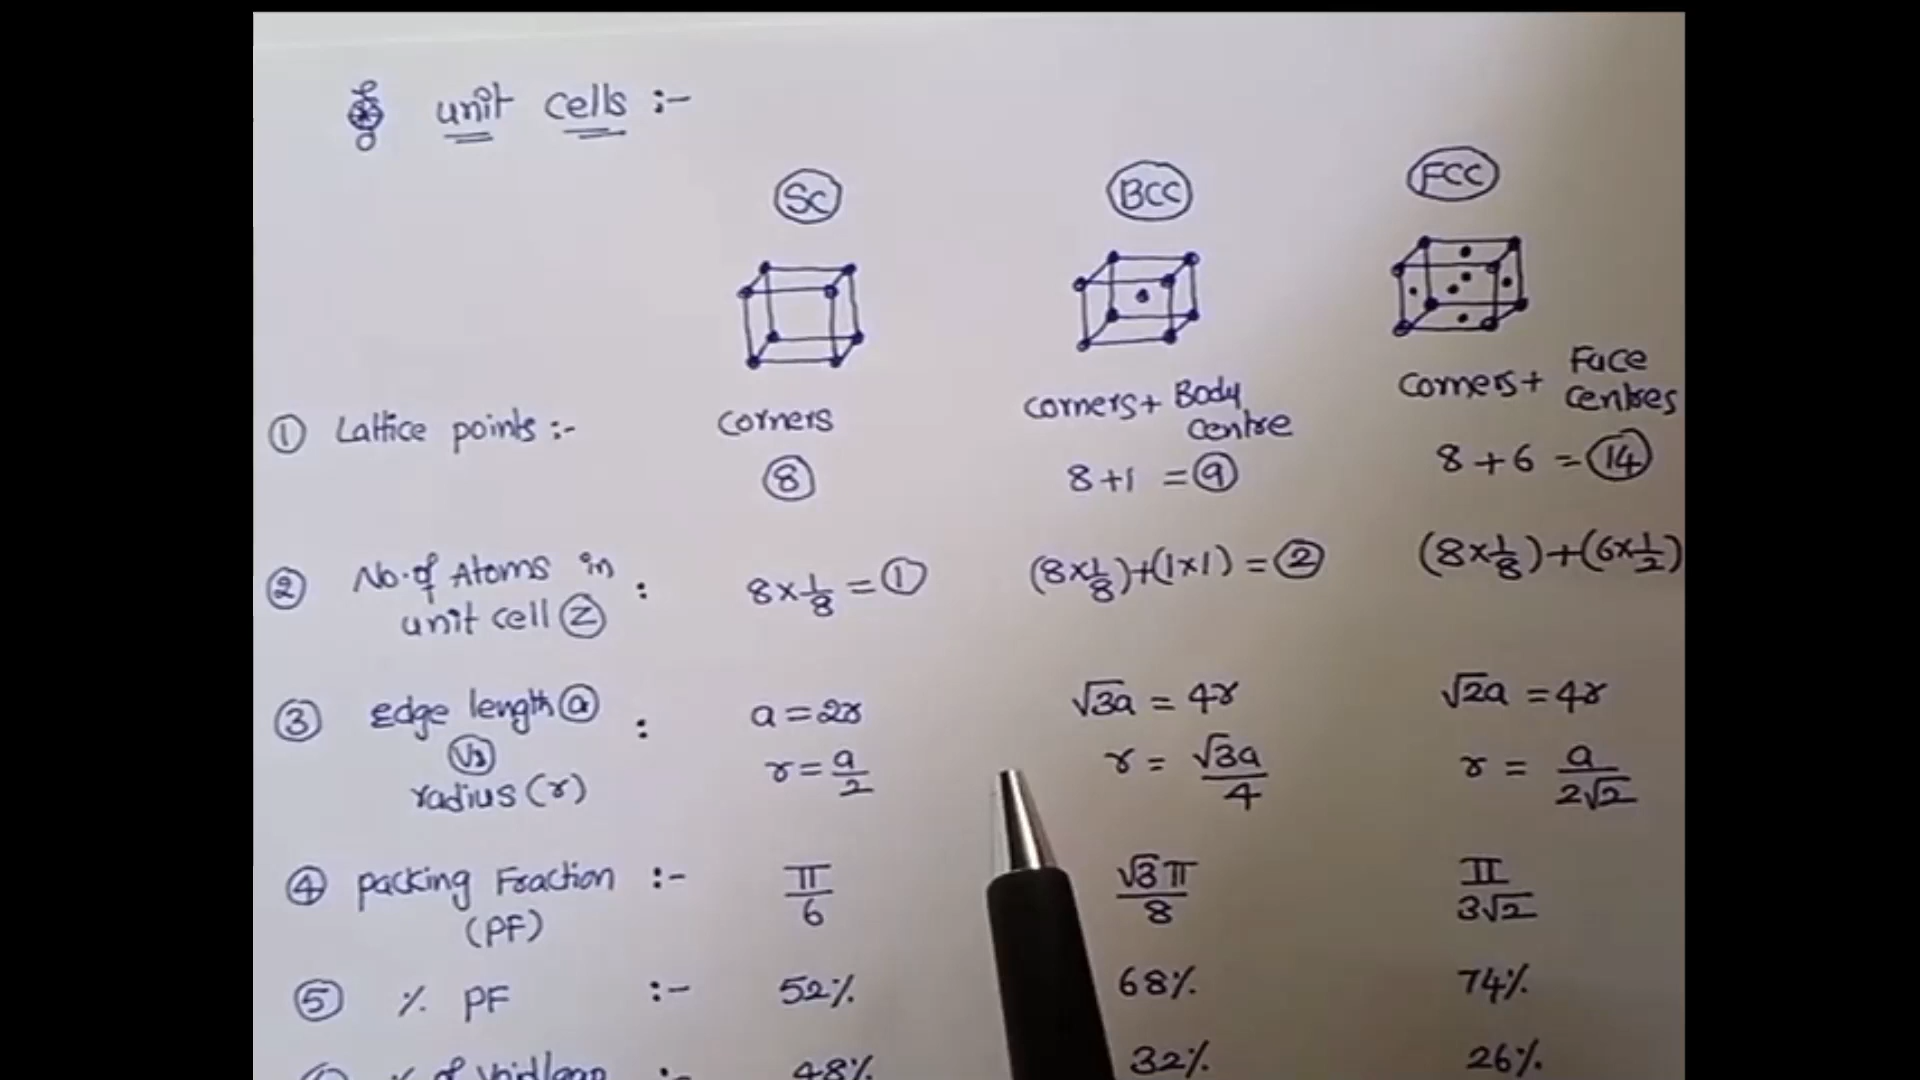 unit cells :-
SC BCC FCC
① Lattice points :- corners corners + Body centre corners + Face centres
⑧ 8+1 = ⑨ 8+6 = ⑭
② No. of Atoms in unit cell Ⓩ : 8×1/8 = ① (8×1/8)+(1×1) = ② (8×1/8)+(6×1/2)
③ Edge length ⓐ : a = 2r √3a = 4r √2a = 4r
Vs
radius (r) r = a/2 r = √3a/4 r = a/2√2
④ packing Fraction :- π/6 √3π/8 π/3√2
(PF)
⑤ % PF :- 52% 68% 74%
% of Void 48% 32% 26%